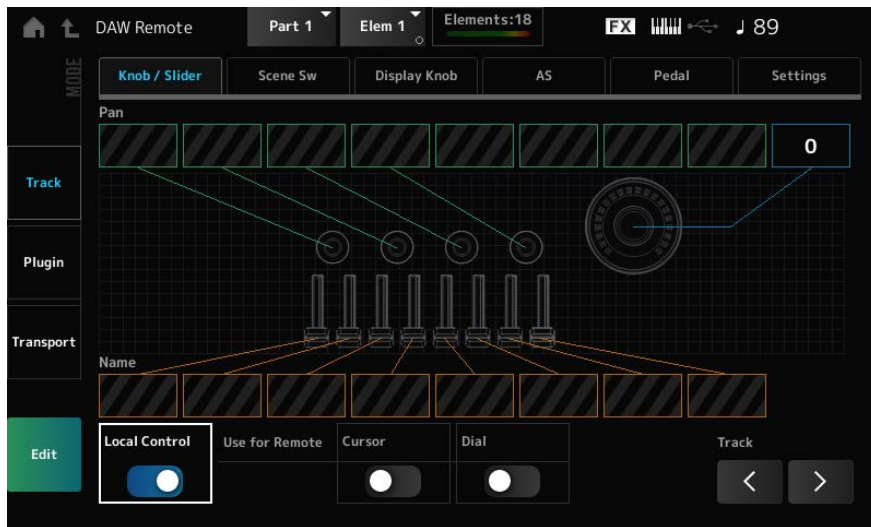 DAW Remote
Part 1
Elem 1
Elements:18
FX
♩ 89
MODE
Knob / Slider
Scene Sw
Display Knob
AS
Pedal
Settings
Pan
0
Track
Plugin
Transport
Name
Edit
Local Control
Use for Remote
Cursor
Dial
Track